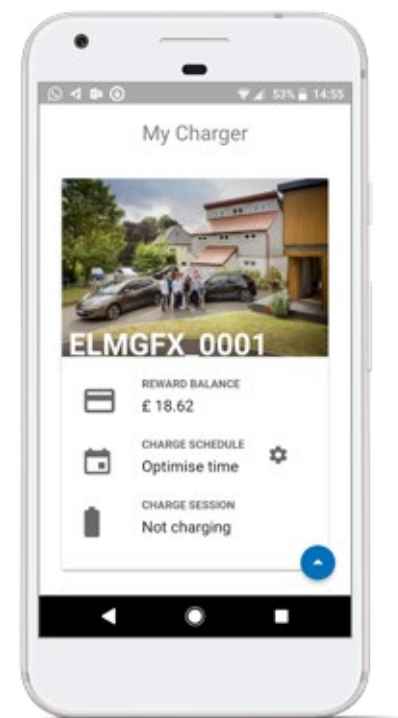 53% 14:55
My Charger
ELMGFX_0001
REWARD BALANCE
£ 18.62
CHARGE SCHEDULE
Optimise time
CHARGE SESSION
Not charging